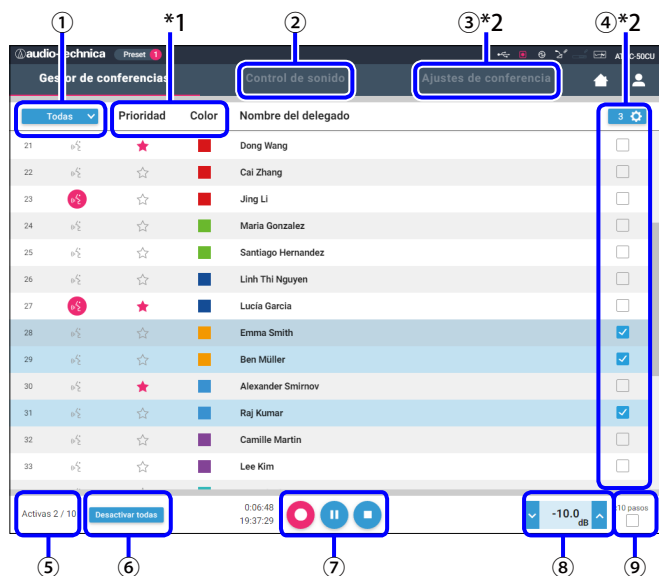 ① *1 ② ③*2 ④*2
audio-technica Preset 1 ATUC-50CU
Gestor de conferencias Control de sonido Ajustes de conferencia
Todas Prioridad Color Nombre del delegado 3
21 Dong Wang
22 Cai Zhang
23 Jing Li
24 Maria Gonzalez
25 Santiago Hernandez
26 Linh Thi Nguyen
27 Lucía Garcia
28 Emma Smith
29 Ben Müller
30 Alexander Smirnov
31 Raj Kumar
32 Camille Martin
33 Lee Kim
Activas 2 / 10 Desactivar todas 0:06:48 -10.0 10 pasos
19:37:29 dB
⑤ ⑥ ⑦ ⑧ ⑨